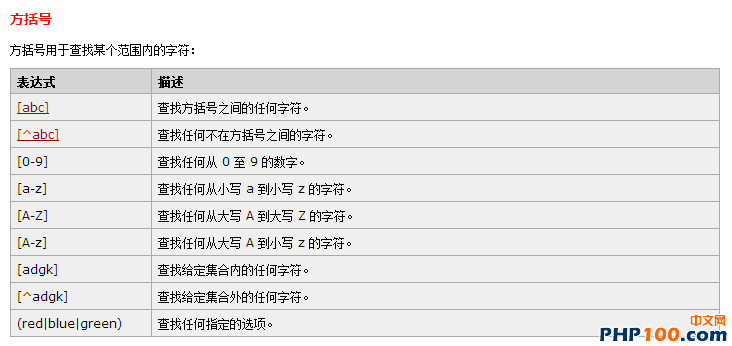 方括号
方括号用于查找某个范围内的字符：
表达式 描述
[abc] 查找方括号之间的任何字符。
[^abc] 查找任何不在方括号之间的字符。
[0-9] 查找任何从 0 至 9 的数字。
[a-z] 查找任何从小写 a 到小写 z 的字符。
[A-Z] 查找任何从大写 A 到大写 Z 的字符。
[A-z] 查找任何从大写 A 到小写 z 的字符。
[adgk] 查找给定集合内的任何字符。
[^adgk] 查找给定集合外的任何字符。
(red|blue|green) 查找任何指定的选项。
中文网
PHP100.com